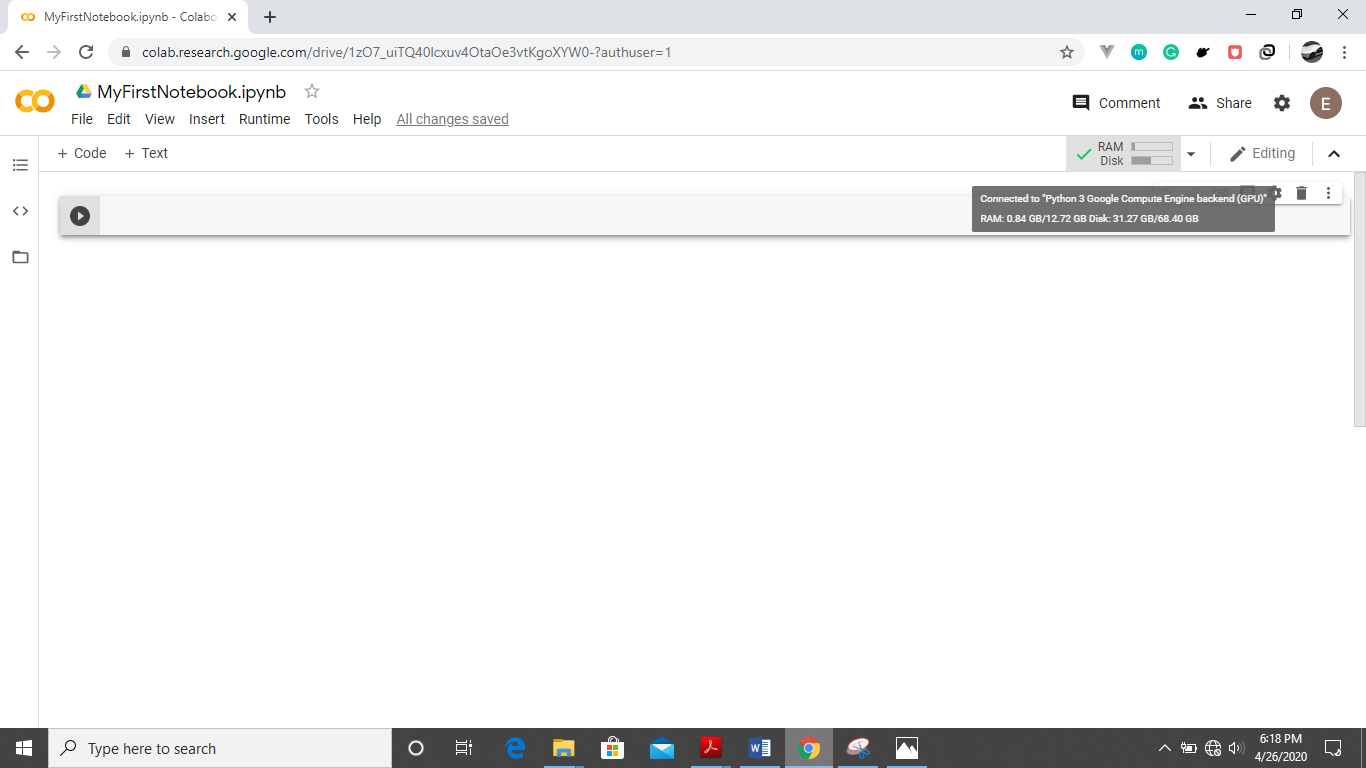 MyFirstNotebook.ipynb - Colabo
colab.research.google.com/drive/1zO7_uiTQ40lcxuv4OtaOe3vtKgoXYW0-?authuser=1
MyFirstNotebook.ipynb
Comment
Share
E
File Edit View Insert Runtime Tools Help All changes saved
+ Code + Text
RAM
Disk
Editing
Connected to "Python 3 Google Compute Engine backend (GPU)"
RAM: 0.84 GB/12.72 GB Disk: 31.27 GB/68.40 GB
Type here to search
6:18 PM
4/26/2020